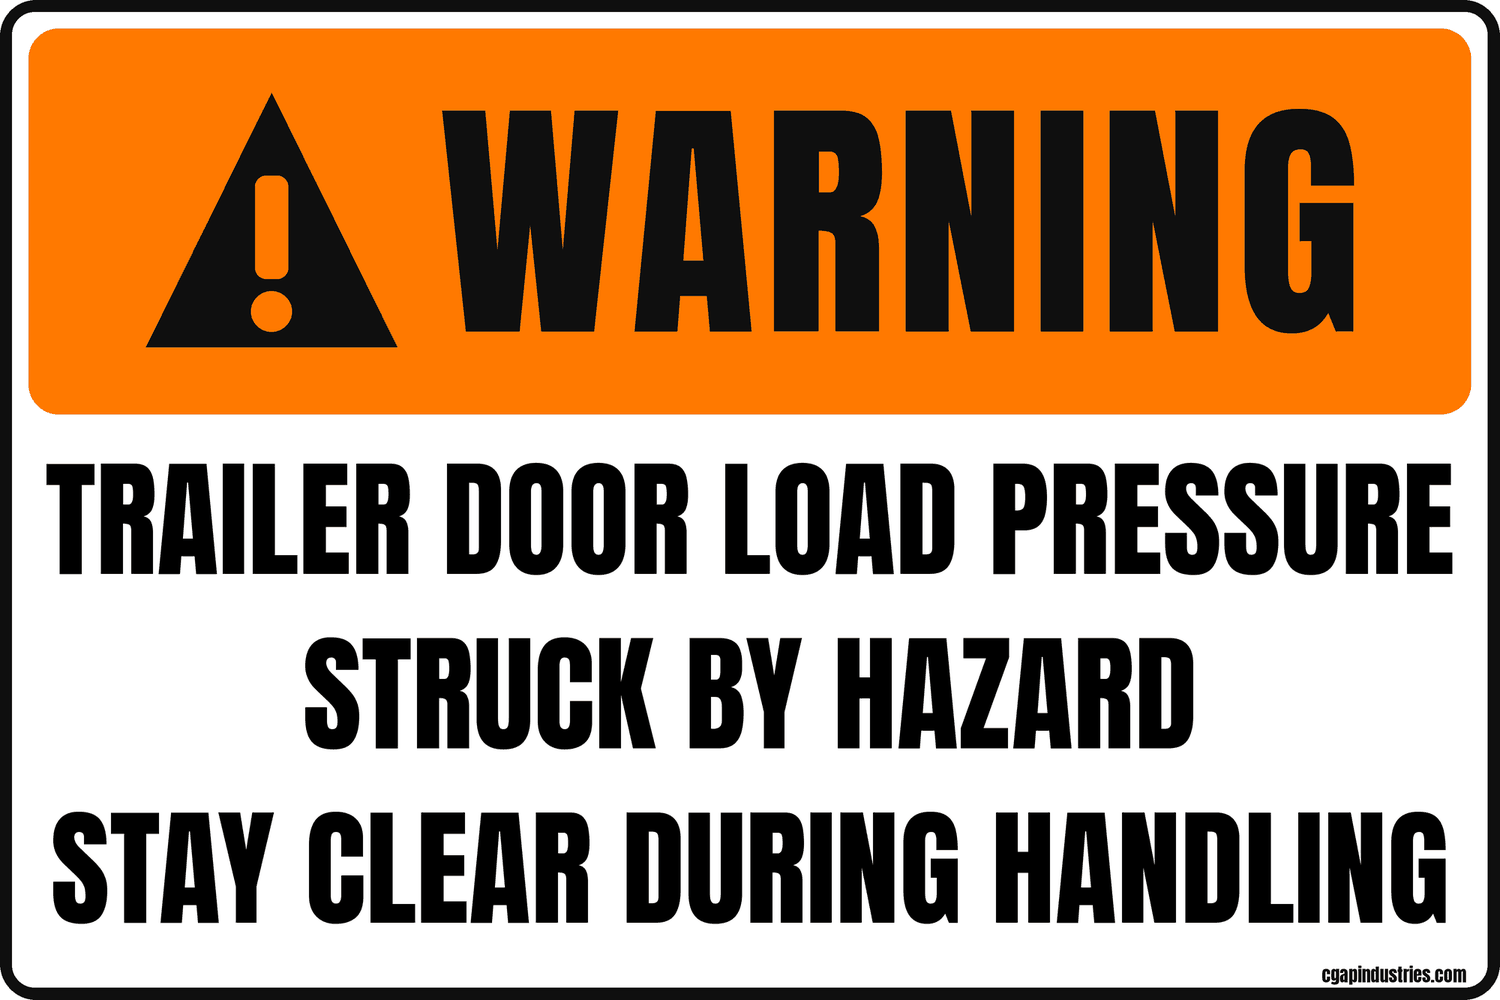 WARNING
TRAILER DOOR LOAD PRESSURE
STRUCK BY HAZARD
STAY CLEAR DURING HANDLING
cgapindustries.com